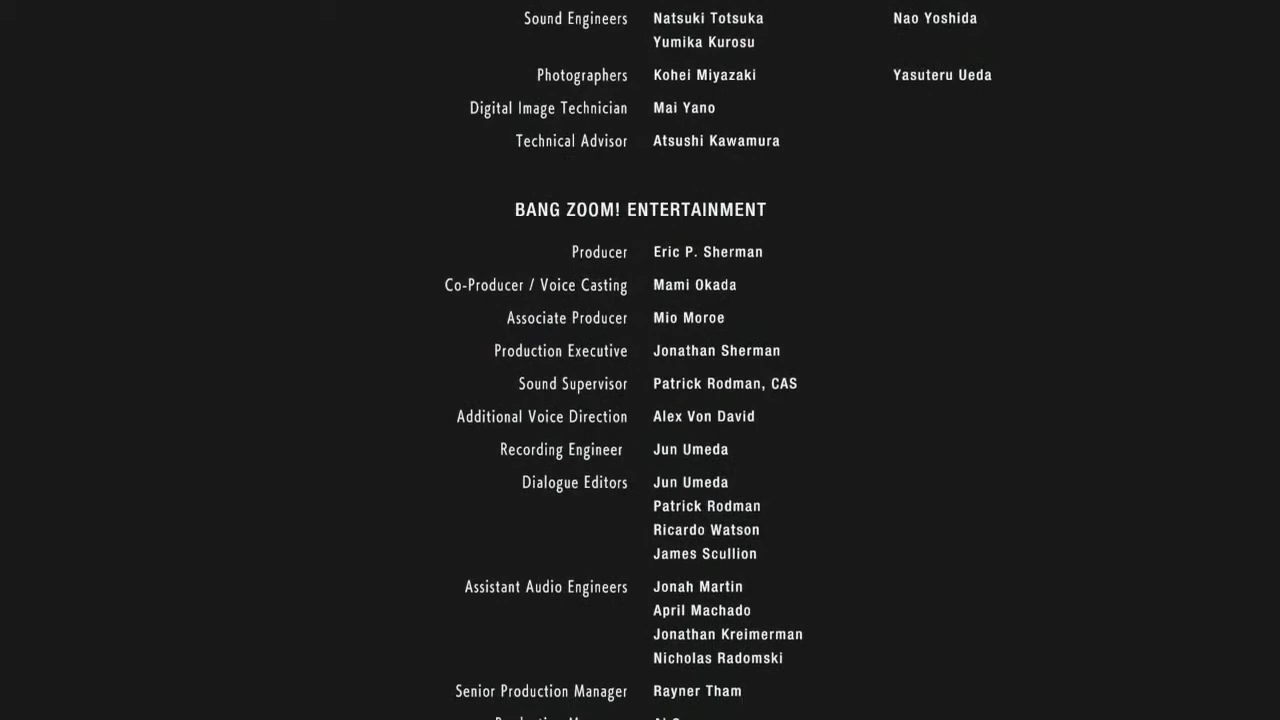 Sound Engineers Natsuki Totsuka Nao Yoshida
Yumika Kurosu
Photographers Kohei Miyazaki Yasuteru Ueda
Digital Image Technician Mai Yano
Technical Advisor Atsushi Kawamura
BANG ZOOM! ENTERTAINMENT
Producer Eric P. Sherman
Co-Producer / Voice Casting Mami Okada
Associate Producer Mio Moroe
Production Executive Jonathan Sherman
Sound Supervisor Patrick Rodman, CAS
Additional Voice Direction Alex Von David
Recording Engineer Jun Umeda
Dialogue Editors Jun Umeda
Patrick Rodman
Ricardo Watson
James Scullion
Assistant Audio Engineers Jonah Martin
April Machado
Jonathan Kreimerman
Nicholas Radomski
Senior Production Manager Rayner Tham